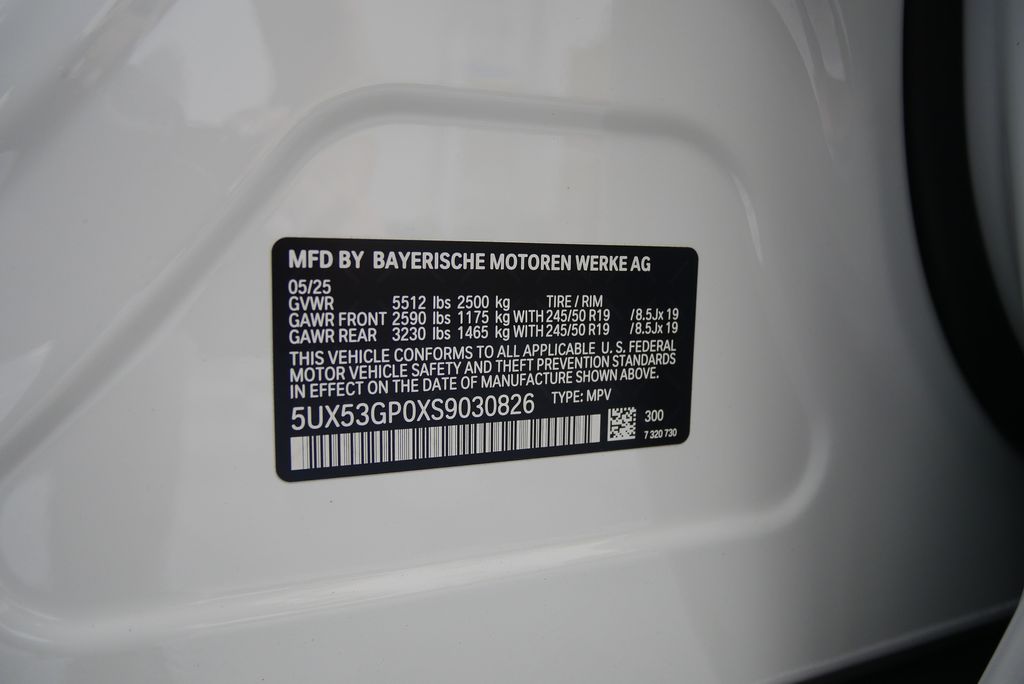 MFD BY BAYERISCHE MOTOREN WERKE AG
05/25
GVWR 5512 lbs 2500 kg TIRE / RIM
GAWR FRONT 2590 lbs 1175 kg WITH 245/50 R19 /8.5Jx 19
GAWR REAR 3230 lbs 1465 kg WITH 245/50 R19 /8.5Jx 19
THIS VEHICLE CONFORMS TO ALL APPLICABLE U.S. FEDERAL
MOTOR VEHICLE SAFETY AND THEFT PREVENTION STANDARDS
IN EFFECT ON THE DATE OF MANUFACTURE SHOWN ABOVE.
5UX53GP0XS9030826 TYPE: MPV
300
7 320 730